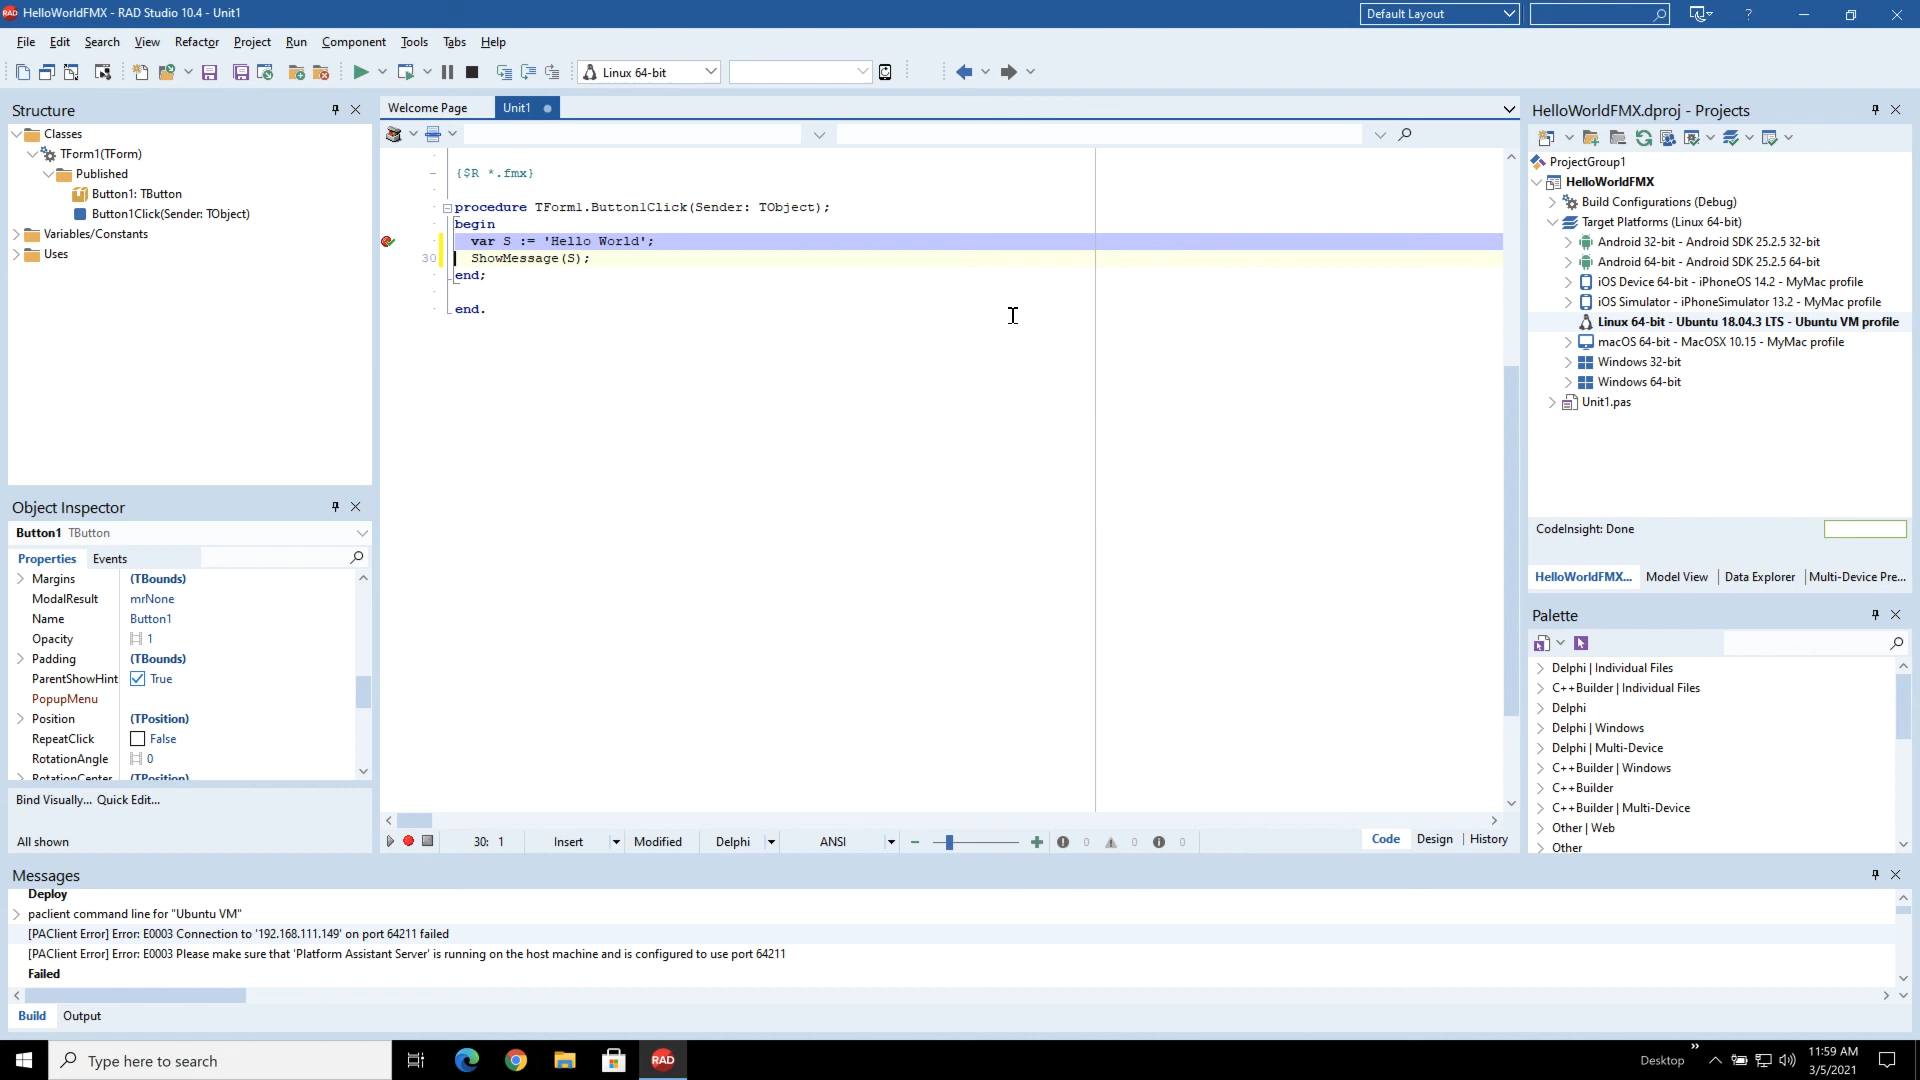 HelloWorldFMX - RAD Studio 10.4 - Unit1
Default Layout
?
File Edit Search View Refactor Project Run Component Tools Tabs Help
Linux 64-bit
Structure
Classes
TForm1(TForm)
Published
Button1: TButton
Button1Click(Sender: TObject)
Variables/Constants
Uses
Object Inspector
Button1 TButton
Properties Events
Margins (TBounds)
ModalResult mrNone
Name Button1
Opacity 1
Padding (TBounds)
ParentShowHint True
PopupMenu
Position (TPosition)
RepeatClick False
RotationAngle 0
RotationCenter (TPosition)
Bind Visually... Quick Edit...
All shown
Welcome Page Unit1
{$R *.fmx}
procedure TForm1.Button1Click(Sender: TObject);
begin
var S := 'Hello World';
30 ShowMessage(S);
end;
end.
30: 1 Insert Modified Delphi ANSI 0 0 0 Code Design History
HelloWorldFMX.dproj - Projects
ProjectGroup1
HelloWorldFMX
Build Configurations (Debug)
Target Platforms (Linux 64-bit)
Android 32-bit - Android SDK 25.2.5 32-bit
Android 64-bit - Android SDK 25.2.5 64-bit
iOS Device 64-bit - iPhoneOS 14.2 - MyMac profile
iOS Simulator - iPhoneSimulator 13.2 - MyMac profile
Linux 64-bit - Ubuntu 18.04.3 LTS - Ubuntu VM profile
macOS 64-bit - MacOSX 10.15 - MyMac profile
Windows 32-bit
Windows 64-bit
Unit1.pas
CodeInsight: Done
HelloWorldFMX... Model View Data Explorer Multi-Device Pre...
Palette
Delphi | Individual Files
C++Builder | Individual Files
Delphi
Delphi | Windows
Delphi | Multi-Device
C++Builder | Windows
C++Builder
C++Builder | Multi-Device
Other | Web
Other
Messages
Deploy
paclient command line for "Ubuntu VM"
[PAClient Error] Error: E0003 Connection to '192.168.111.149' on port 64211 failed
[PAClient Error] Error: E0003 Please make sure that 'Platform Assistant Server' is running on the host machine and is configured to use port 64211
Failed
Build Output
Type here to search
RAD
Desktop
11:59 AM
3/5/2021